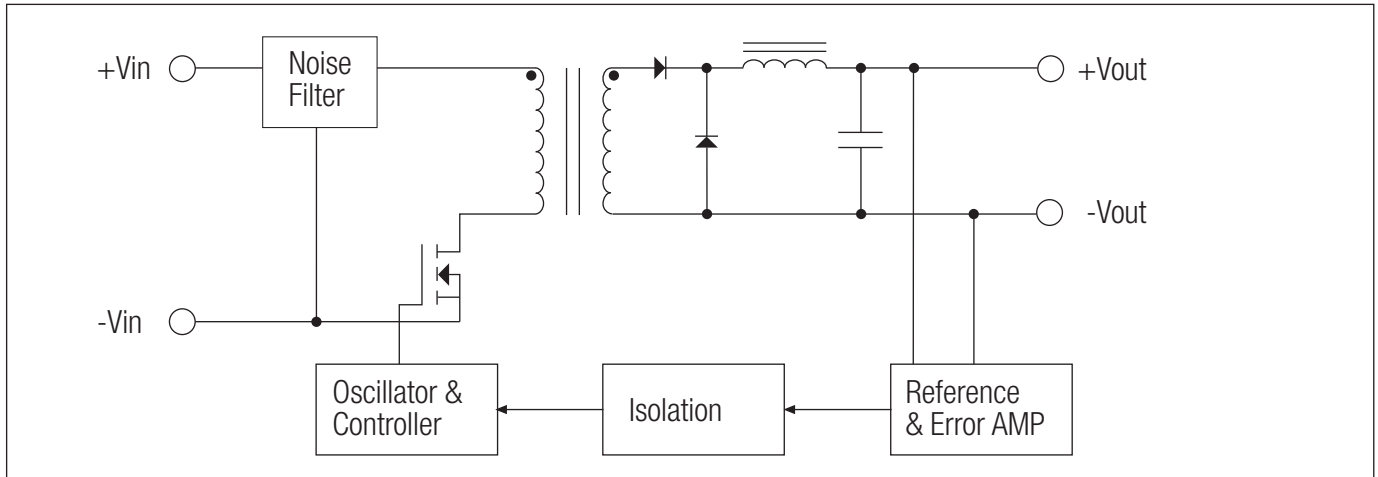 +Vin
Noise
Filter
+Vout
-Vout
-Vin
Oscillator &
Controller
Isolation
Reference
& Error AMP